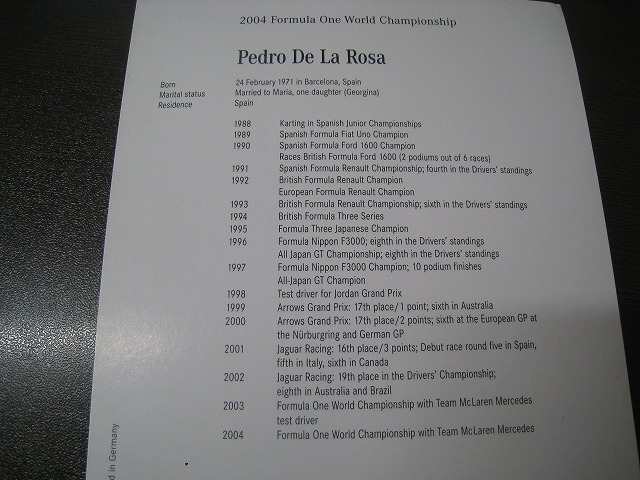 2004 Formula One World Championship
Pedro De La Rosa
Born 24 February 1971 in Barcelona, Spain
Marital status Married to Maria, one daughter (Georgina)
Residence Spain
1988 Karting in Spanish Junior Championships
1989 Spanish Formula Fiat Uno Champion
1990 Spanish Formula Ford 1600 Champion
Races British Formula Ford 1600 (2 podiums out of 6 races)
1991 Spanish Formula Renault Championship; fourth in the Drivers' standings
1992 British Formula Renault Champion
European Formula Renault Champion
1993 British Formula Renault Championship; sixth in the Drivers' standings
1994 British Formula Three Series
1995 Formula Three Japanese Champion
1996 Formula Nippon F3000; eighth in the Drivers' standings
All Japan GT Championship; eighth in the Drivers' standings
1997 Formula Nippon F3000 Champion; 10 podium finishes
All-Japan GT Champion
1998 Test driver for Jordan Grand Prix
1999 Arrows Grand Prix: 17th place/1 point; sixth in Australia
2000 Arrows Grand Prix: 17th place/2 points; sixth at the European GP at
the Nürburgring and German GP
2001 Jaguar Racing: 16th place/3 points; Debut race round five in Spain,
fifth in Italy, sixth in Canada
2002 Jaguar Racing: 19th place in the Drivers' Championship;
eighth in Australia and Brazil
2003 Formula One World Championship with Team McLaren Mercedes
test driver
2004 Formula One World Championship with Team McLaren Mercedes
d in Germany